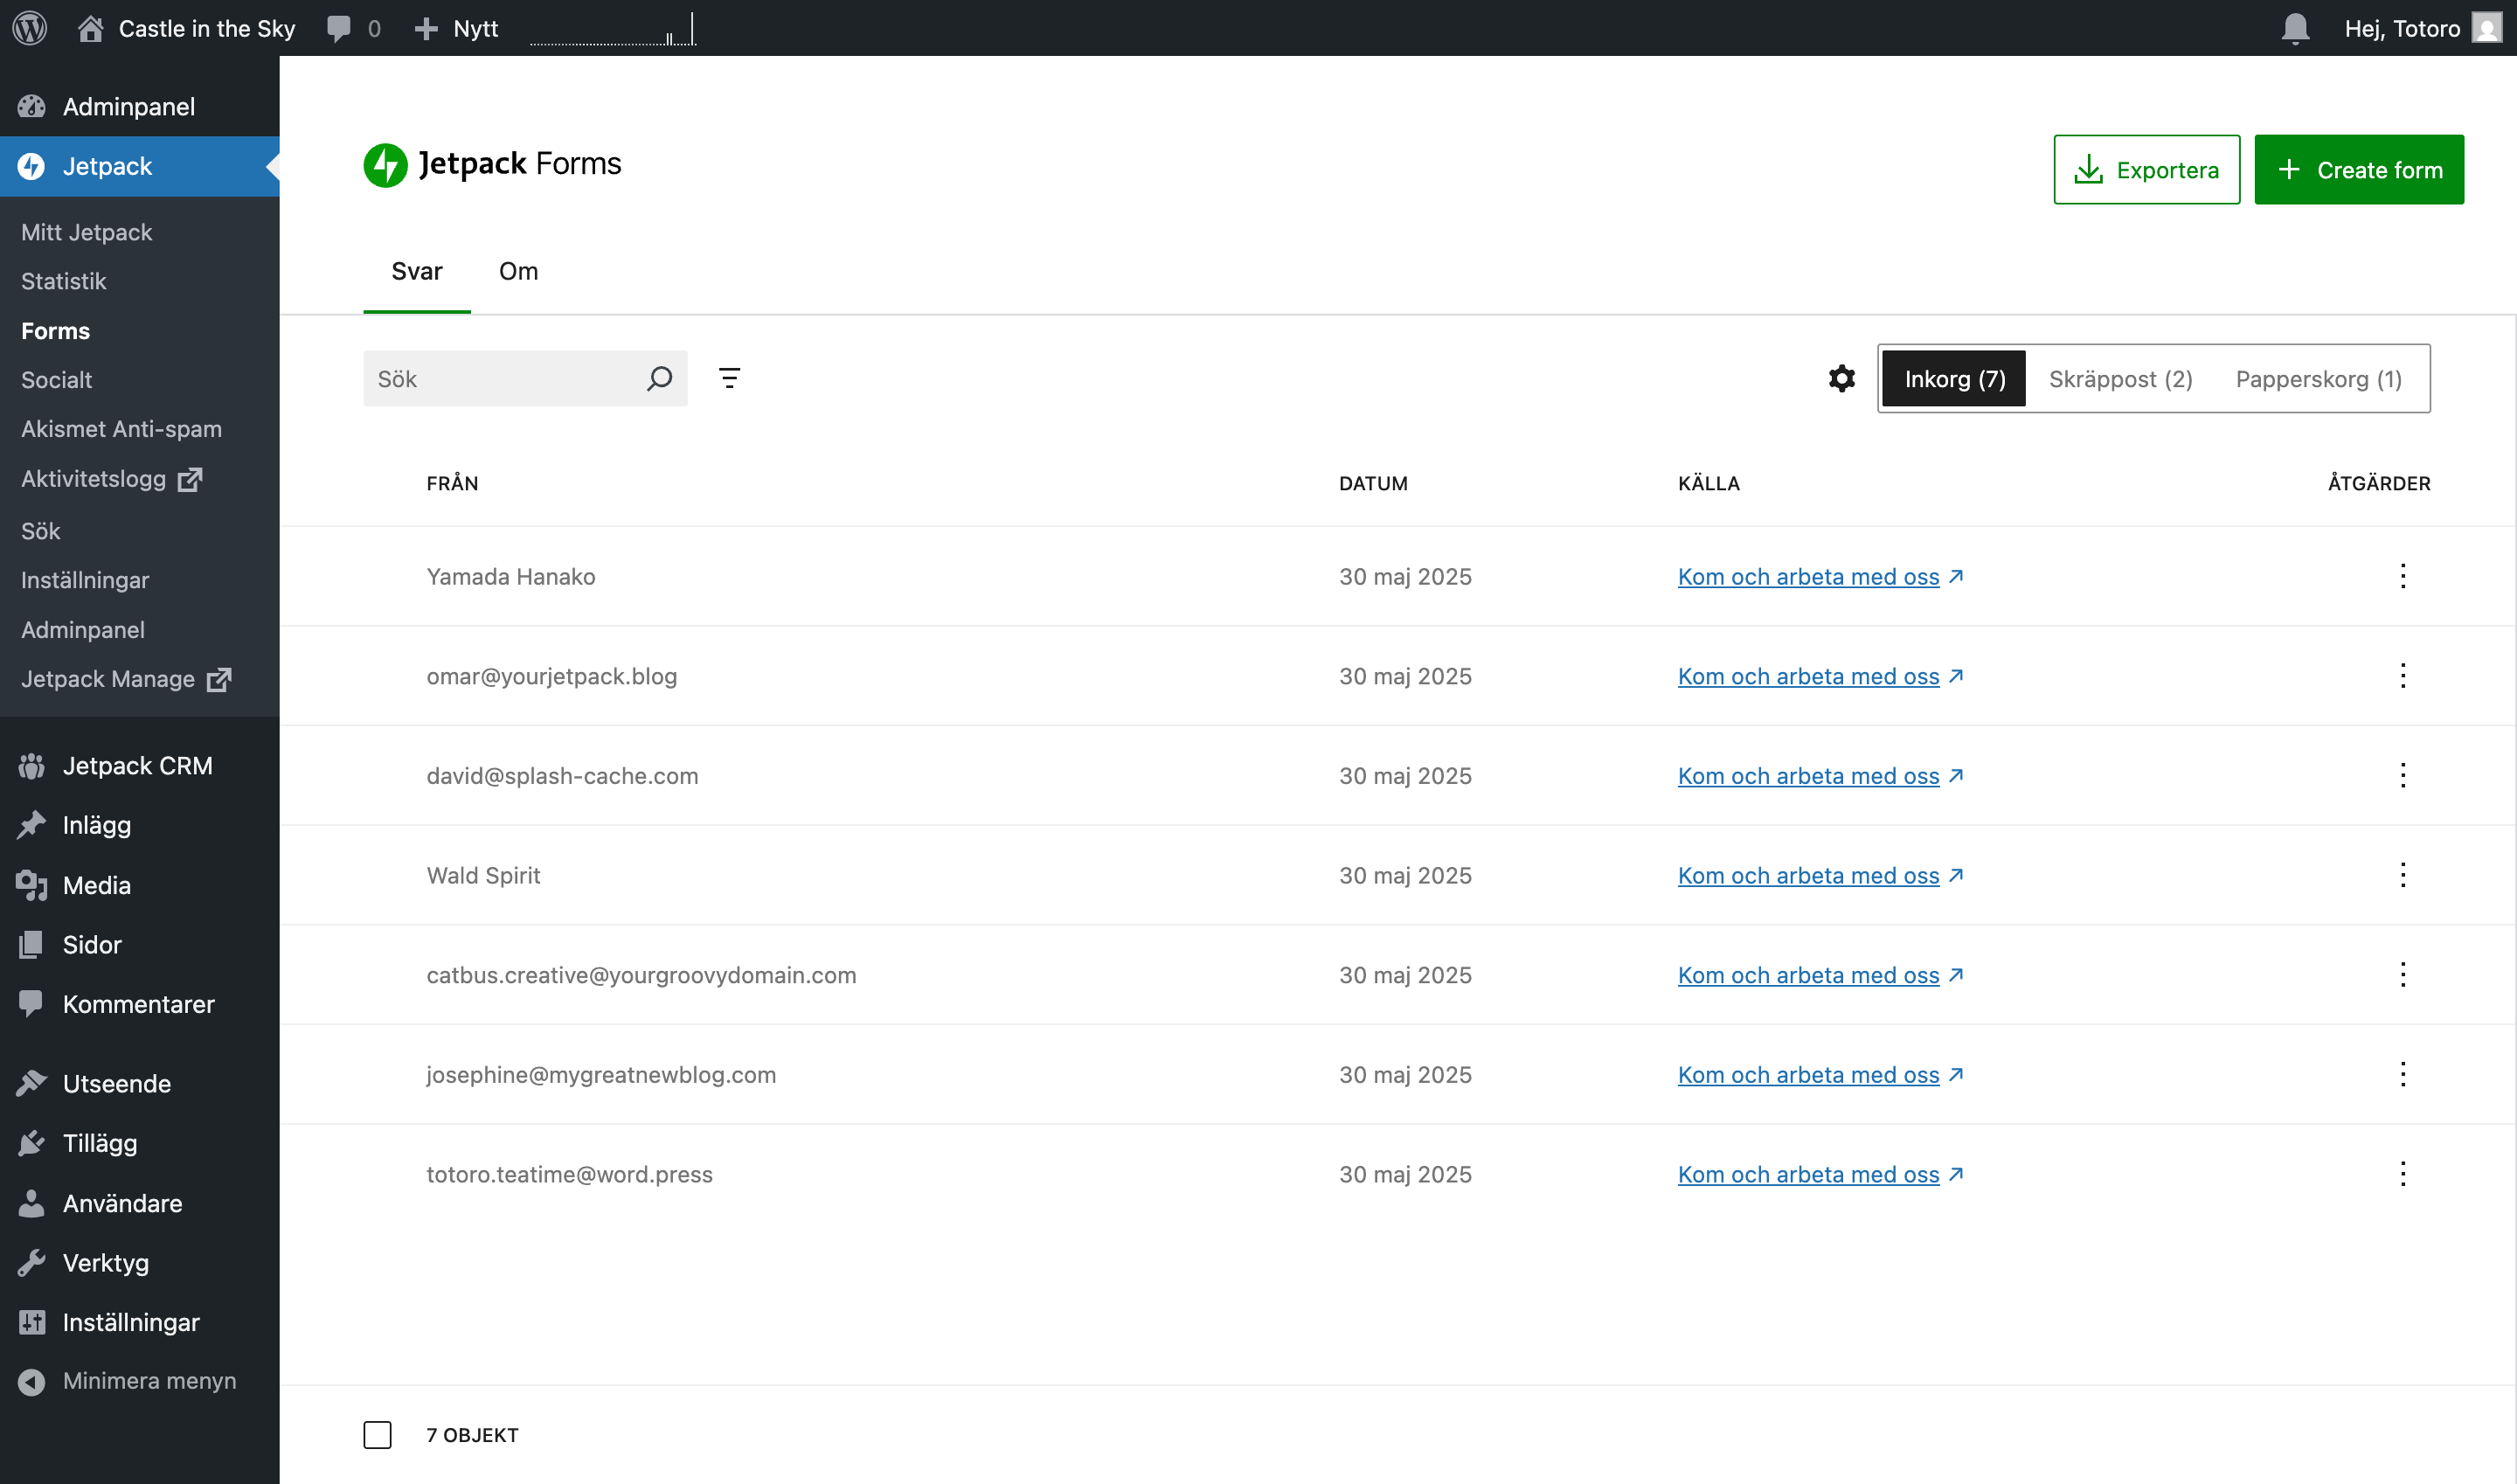 Castle in the Sky
0
Nytt
Hej, Totoro
Adminpanel
Jetpack
Mitt Jetpack
Statistik
Forms
Socialt
Akismet Anti-spam
Aktivitetslogg
Sök
Inställningar
Adminpanel
Jetpack Manage
Jetpack CRM
Inlägg
Media
Sidor
Kommentarer
Utseende
Tillägg
Användare
Verktyg
Inställningar
Minimera menyn
Jetpack Forms
Exportera
Create form
Svar
Om
Sök
Inkorg (7)
Skräppost (2)
Papperskorg (1)
FRÅN DATUM KÄLLA ÅTGÄRDER
Yamada Hanako 30 maj 2025 Kom och arbeta med oss
omar@yourjetpack.blog 30 maj 2025 Kom och arbeta med oss
david@splash-cache.com 30 maj 2025 Kom och arbeta med oss
Wald Spirit 30 maj 2025 Kom och arbeta med oss
catbus.creative@yourgroovydomain.com 30 maj 2025 Kom och arbeta med oss
josephine@mygreatnewblog.com 30 maj 2025 Kom och arbeta med oss
totoro.teatime@word.press 30 maj 2025 Kom och arbeta med oss
7 OBJEKT